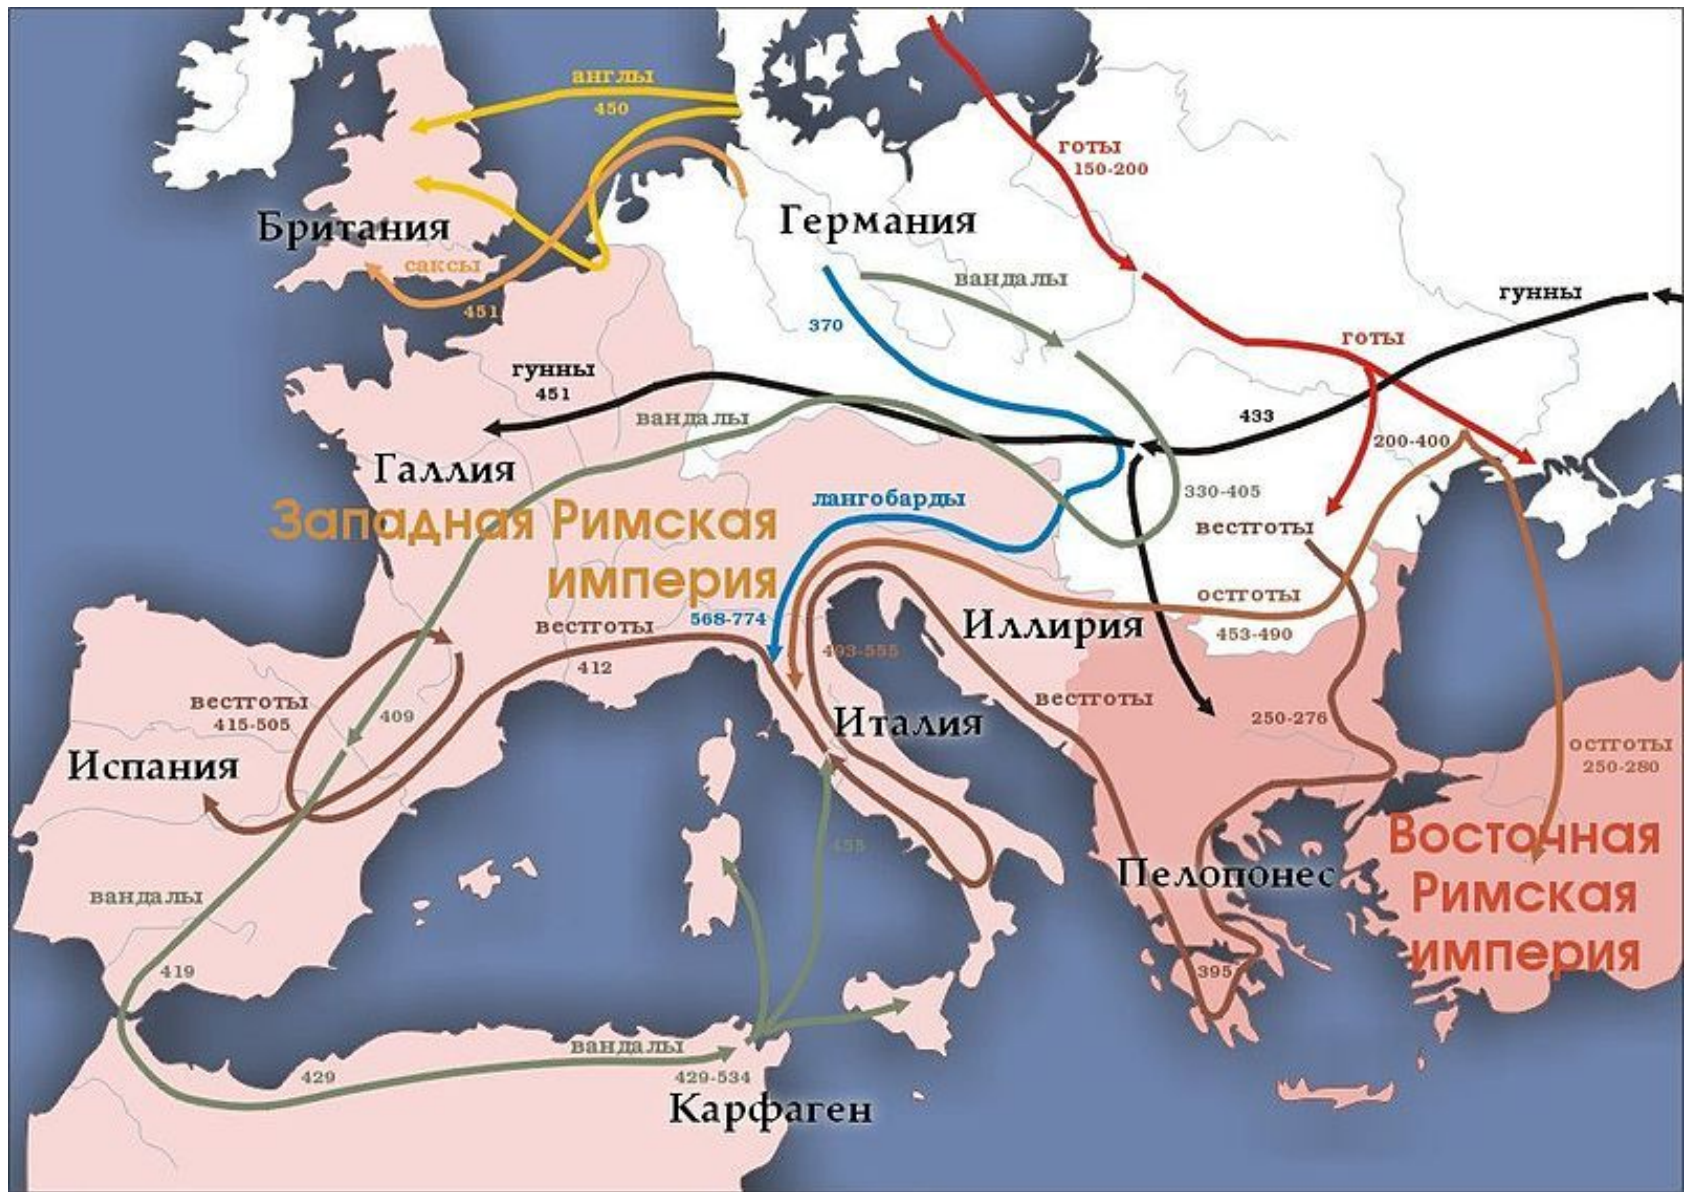 англы
450
готы
150-200
Британия
Германия
саксы
451
вандалы
гунны
370
готы
гунны
451
вандалы
433
200-400
Галлия
лангобарды
330-405
Западная Римская
империя
вестготы
остготы
453-490
568-774
вестготы
412
Иллирия
493-555
вестготы
415-505
409
вестготы
250-276
Италия
остготы
250-280
Испания
455
Восточная
Римская
империя
Пелопонес
вандалы
419
395
вандалы
429
429-534
Карфаген